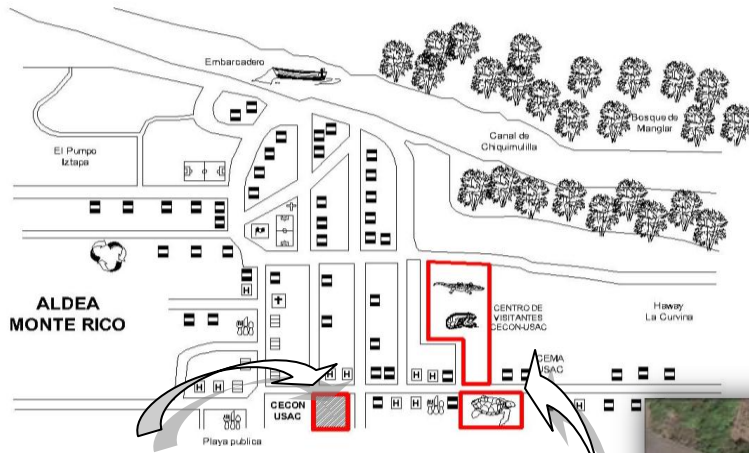 Embarcadero
Bosque de
Manglar
Canal de
Chiquimulilla
El Pumpo
Iztapa
ALDEA
MONTE RICO
CENTRO DE
VISITANTES
CECON-USAC
Haway
La Curvina
CEMA
USAC
H
H H
H H H
H H
CECON
USAC
H H
Playa publica